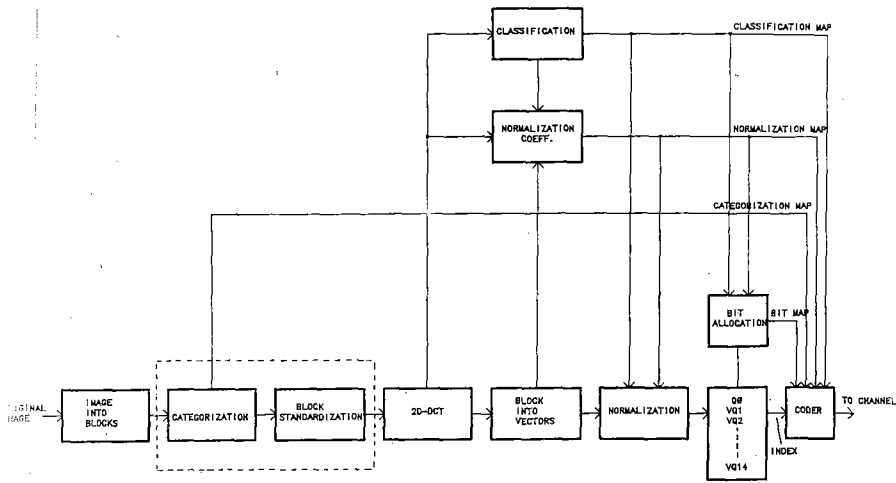 CLASSIFICATION
CLASSIFICATION MAP
NORMALIZATION
COEFF.
NORMALIZATION MAP
CATEGORIZATION MAP
BIT
ALLOCATION
BIT MAP
IMAGE
INTO
BLOCKS
CATEGORIZATION
BLOCK
STANDARDIZATION
2D-DCT
BLOCK
INTO
VECTORS
NORMALIZATION
Q0
VQ1
VQ2
VQ14
INDEX
CODER
TO CHANNEL